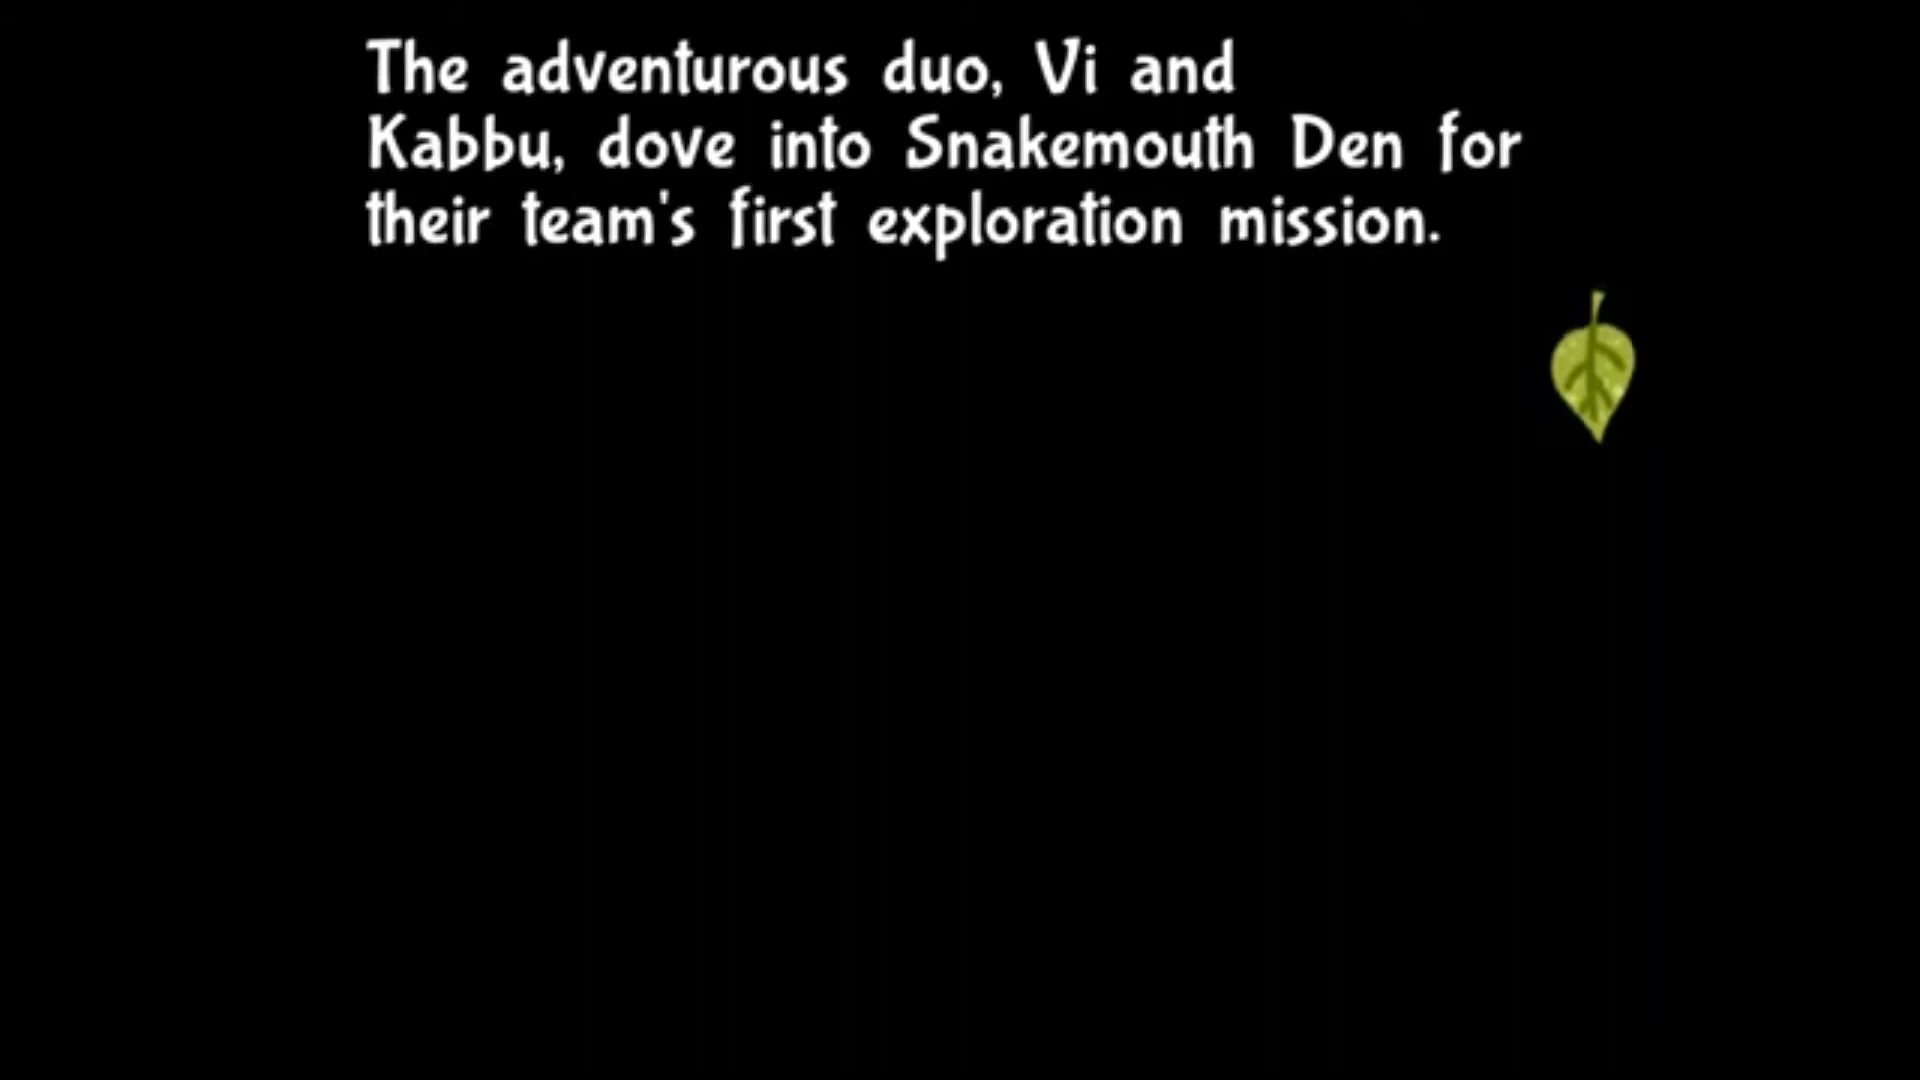 The adventurous duo, Vi and
Kabbu, dove into Snakemouth Den for
their team's first exploration mission.